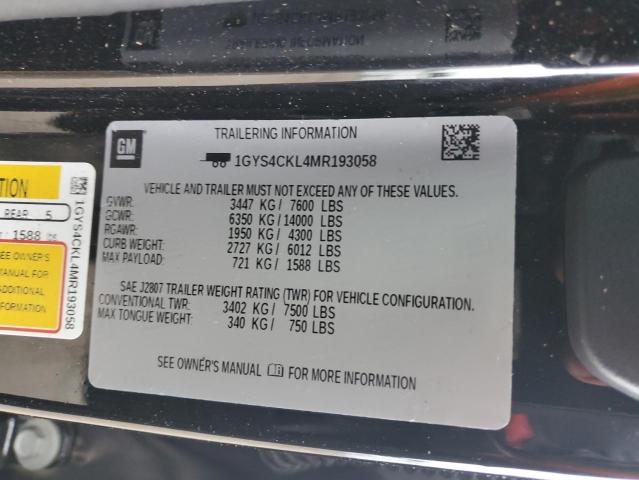 GM
TRAILERING INFORMATION
1GYS4CKL4MR193058
VEHICLE AND TRAILER MUST NOT EXCEED ANY OF THESE VALUES.
GVWR: 3447 KG / 7600 LBS
GCWR: 6350 KG / 14000 LBS
RGAWR: 1950 KG / 4300 LBS
CURB WEIGHT: 2727 KG / 6012 LBS
MAX PAYLOAD: 721 KG / 1588 LBS
SAE J2807 TRAILER WEIGHT RATING (TWR) FOR VEHICLE CONFIGURATION.
CONVENTIONAL TWR: 3402 KG / 7500 LBS
MAX TONGUE WEIGHT: 340 KG / 750 LBS
SEE OWNER'S MANUAL FOR MORE INFORMATION
TION
REAR 5
: 1588 lbs
SEE OWNER'S
MANUAL FOR
ADDITIONAL
INFORMATION
1GYS4CKL4MR193058